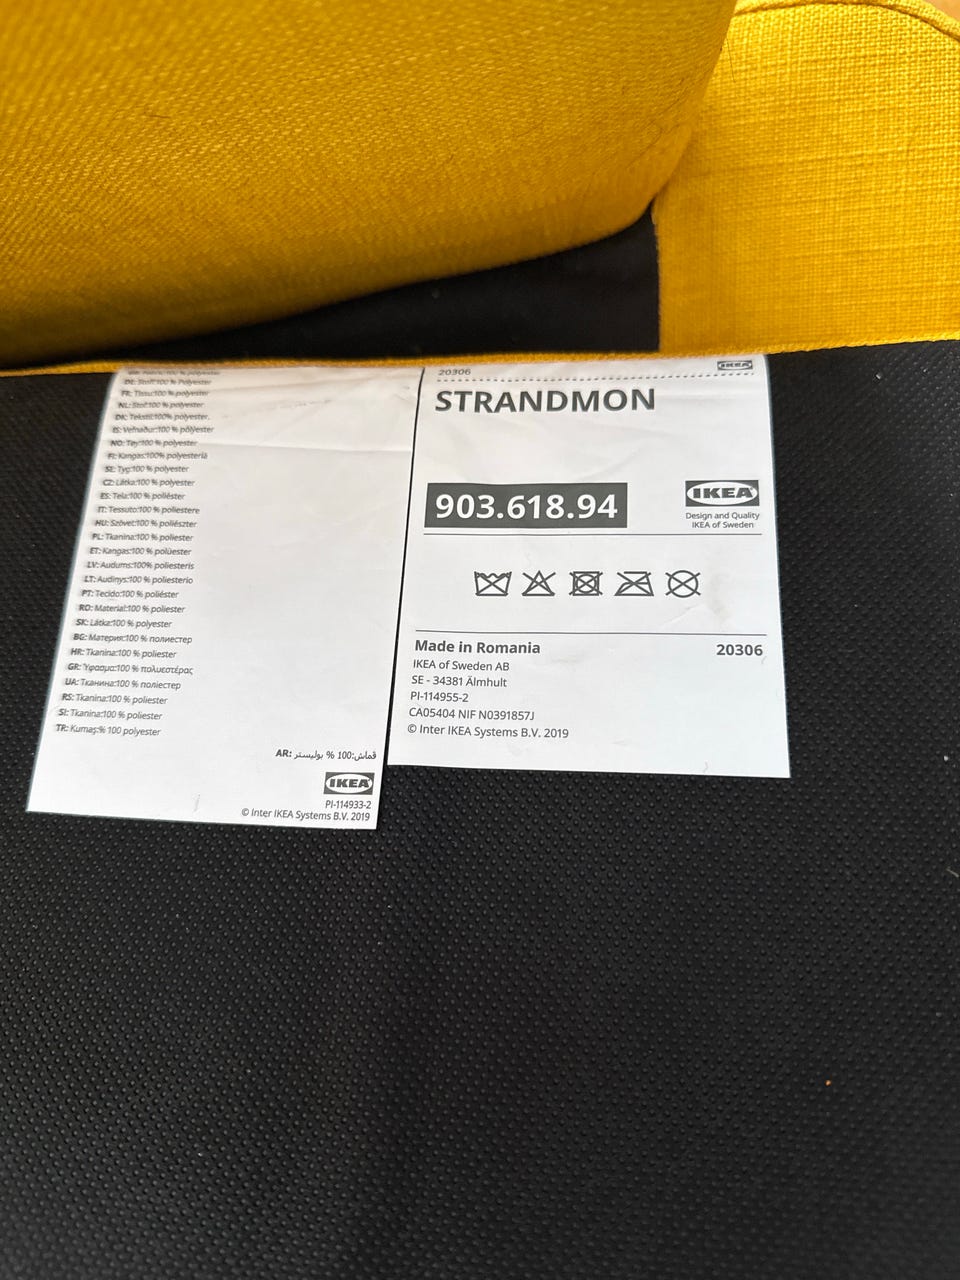 DE: Stoff:100 % Polyester
FR: Tissu:100 % polyester
NL: Stof:100 % polyester
DK: Tekstil:100% polyester.
IS: Vefnaður:100 % pólýester
NO: Tøy:100 % polyester
FI: Kangas:100% polyesteriä
SE: Tyg:100 % polyester
CZ: Látka:100 % polyester
ES: Tela:100 % poliéster
IT: Tessuto:100 % poliestere
HU: Szövet:100 % poliészter
PL: Tkanina:100 % poliester
ET: Kangas:100 % polüester
LV: Audums:100% poliesteris
LT: Audinys:100 % poliesterio
PT: Tecido:100 % poliéster
RO: Material:100 % poliester
SK: Látka:100 % polyester
BG: Материя:100 % полиестер
HR: Tkanina:100 % poliester
GR: Ύφασμα:100 % πολυεστέρας
UA: Тканина:100 % поліестер
RS: Tkanina:100 % poliester
SI: Tkanina:100 % poliester
TR: Kumaş:% 100 polyester
AR: قماش:100 % بوليستر
IKEA
PI-114933-2
© Inter IKEA Systems B.V. 2019
20306
IKEA
STRANDMON
903.618.94
IKEA
Design and Quality
IKEA of Sweden
Made in Romania
20306
IKEA of Sweden AB
SE - 34381 Älmhult
PI-114955-2
CA05404 NIF N0391857J
© Inter IKEA Systems B.V. 2019